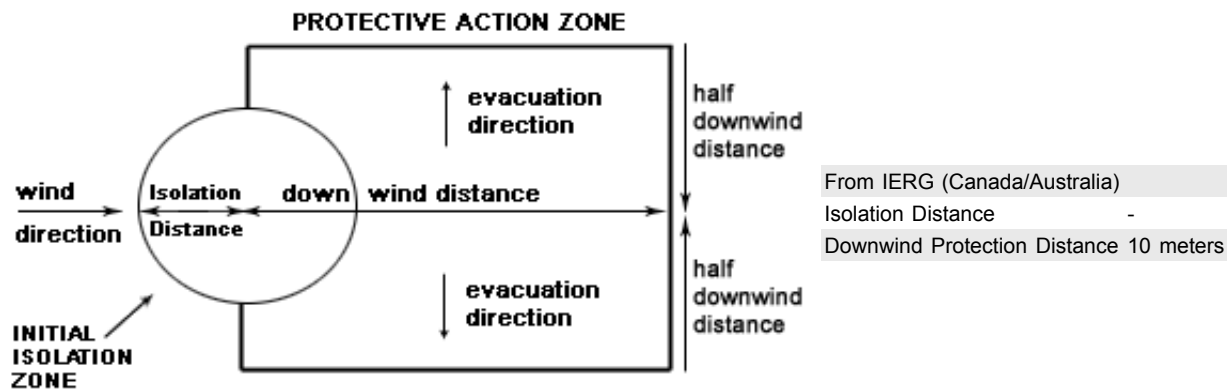 PROTECTIVE ACTION ZONE
evacuation
direction
half
downwind
distance
wind
direction
Isolation
Distance
down wind distance
From IERG (Canada/Australia)
Isolation Distance -
Downwind Protection Distance 10 meters
evacuation
direction
half
downwind
distance
INITIAL
ISOLATION
ZONE